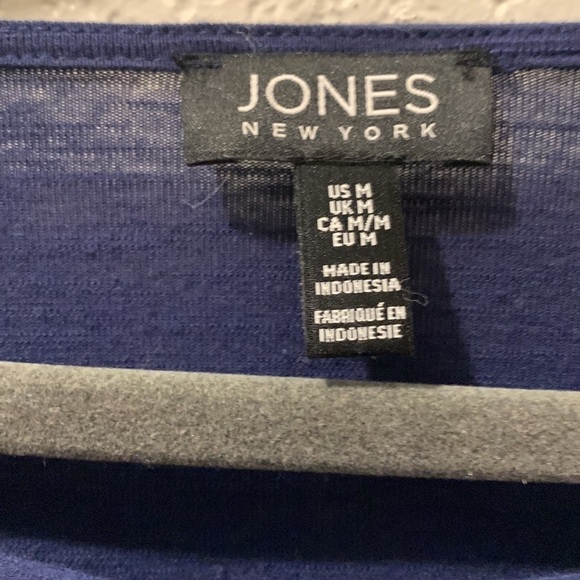 JONES
NEW YORK
US M
UK M
CA M/M
EU M
MADE IN
INDONESIA
FABRIQUÉ EN
INDONESIE